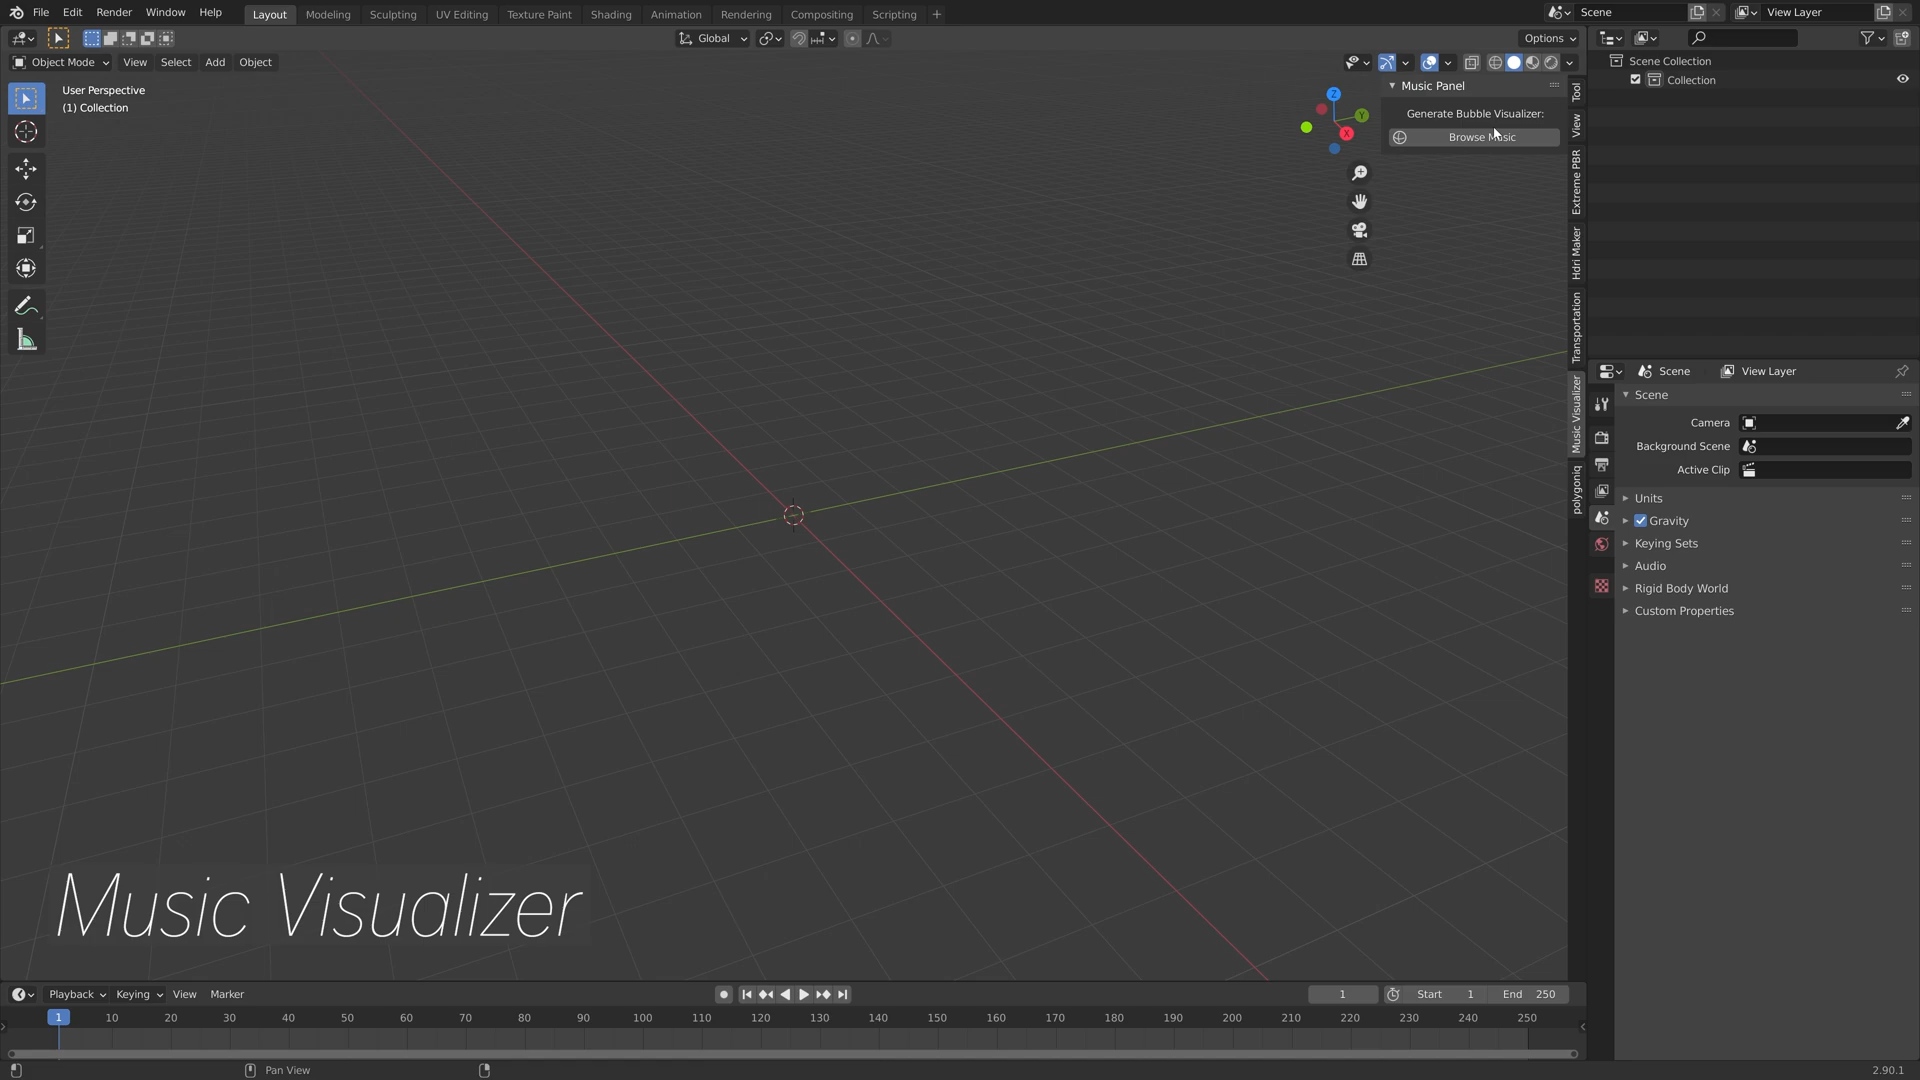 File Edit Render Window Help Layout Modeling Sculpting UV Editing Texture Paint Shading Animation Rendering Compositing Scripting + Scene View Layer
Global Options
Object Mode View Select Add Object
User Perspective
(1) Collection
Z
Y
X
Music Panel
Generate Bubble Visualizer:
Browse Music
Tool
View
Extreme PBR
Hdri Maker
Transportation
Music Visualizer
polygoniq
Scene Collection
Collection
Scene View Layer
Scene
Camera
Background Scene
Active Clip
Units
Gravity
Keying Sets
Audio
Rigid Body World
Custom Properties
Music Visualizer
Playback Keying View Marker 1 Start 1 End 250
1 10 20 30 40 50 60 70 80 90 100 110 120 130 140 150 160 170 180 190 200 210 220 230 240 250
Pan View 2.90.1